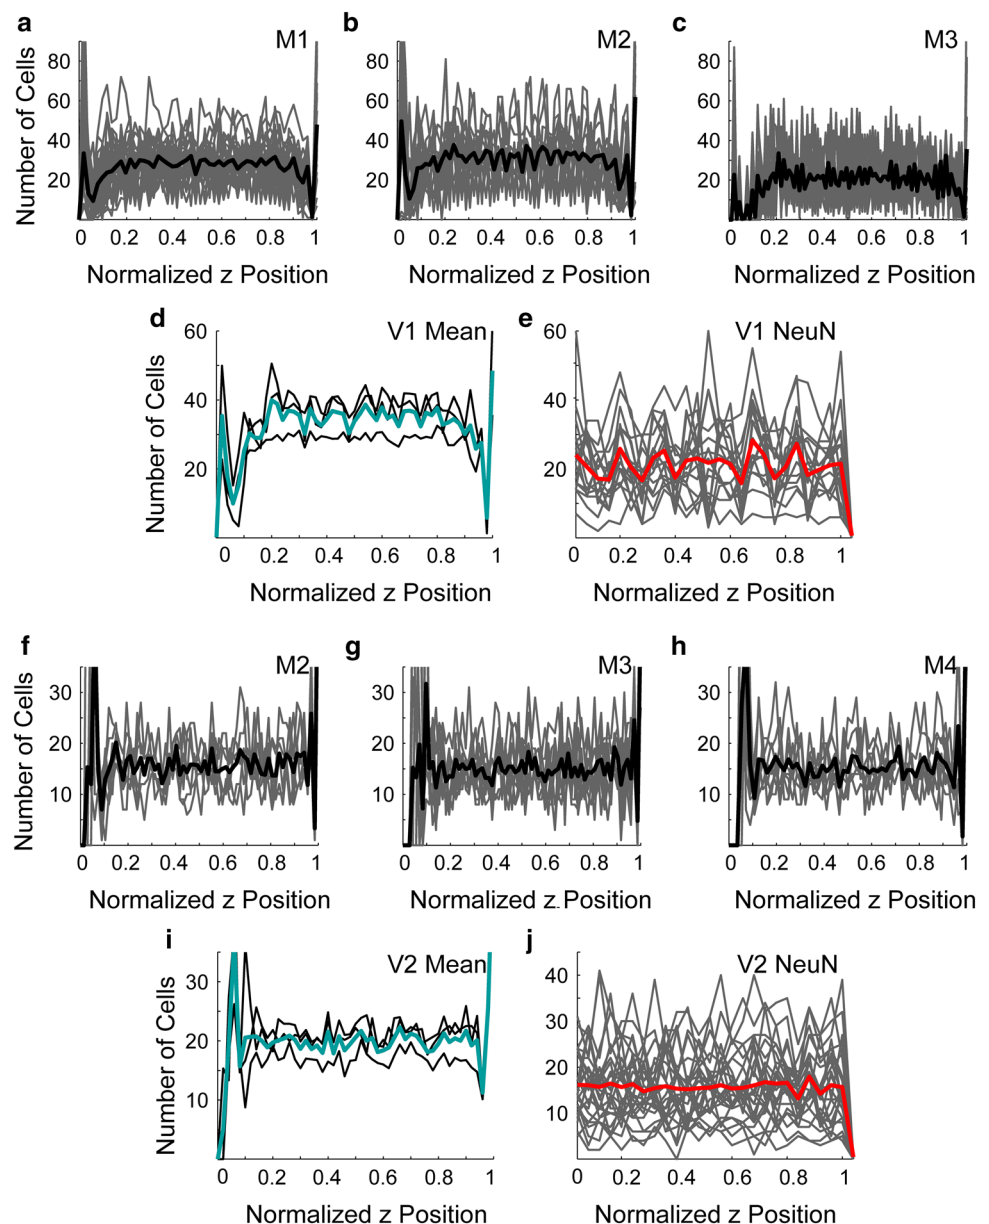 a
M1
b
M2
c
M3
Number of Cells
80
60
40
20
80
60
40
20
80
60
40
20
0 0.2 0.4 0.6 0.8 1
0 0.2 0.4 0.6 0.8 1
0 0.2 0.4 0.6 0.8 1
Normalized z Position
Normalized z Position
Normalized z Position
d
V1 Mean
e
V1 NeuN
Number of Cells
60
40
20
60
40
20
0 0.2 0.4 0.6 0.8 1
0 0.2 0.4 0.6 0.8 1
Normalized z Position
Normalized z Position
f
M2
g
M3
h
M4
Number of Cells
30
20
10
30
20
10
30
20
10
0 0.2 0.4 0.6 0.8 1
0 0.2 0.4 0.6 0.8 1
0 0.2 0.4 0.6 0.8 1
Normalized z Position
Normalized z Position
Normalized z Position
i
V2 Mean
j
V2 NeuN
Number of Cells
30
20
10
40
30
20
10
0 0.2 0.4 0.6 0.8 1
0 0.2 0.4 0.6 0.8 1
Normalized z Position
Normalized z Position